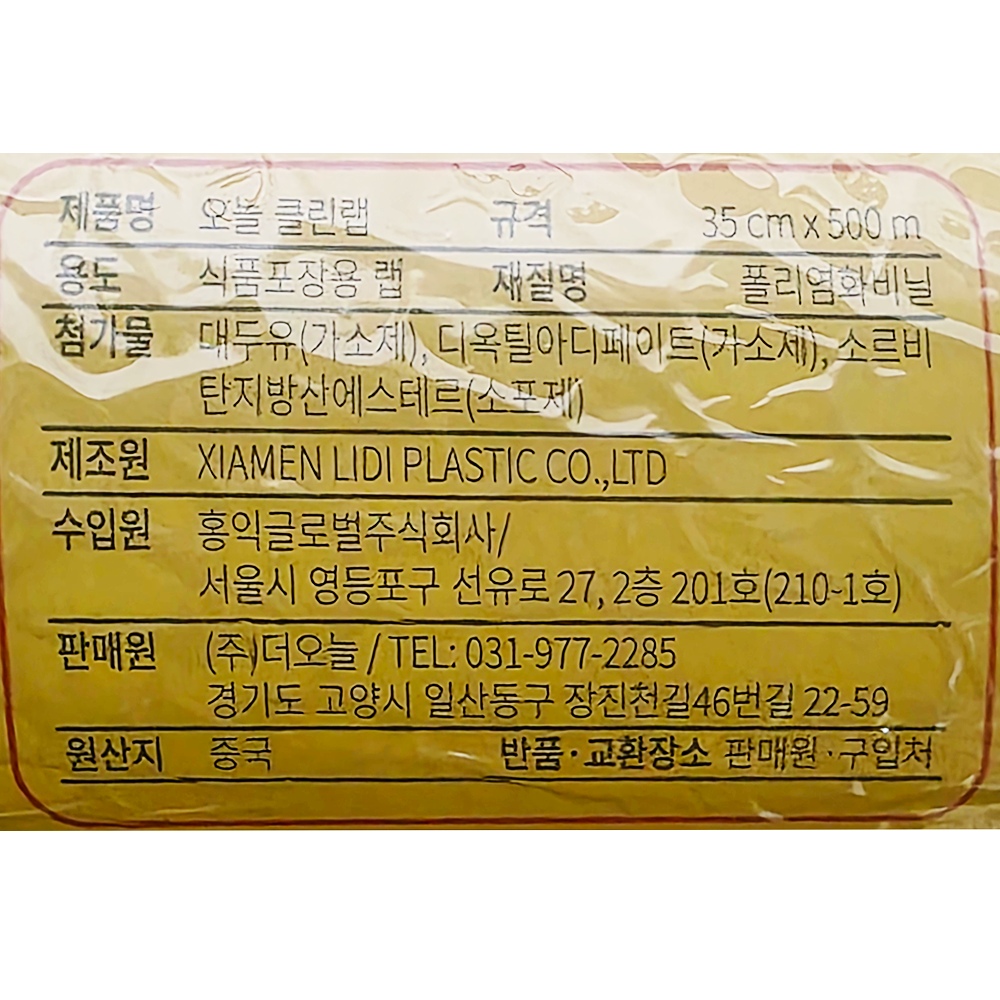 제품명 오늘 클린랩 규격 35 cm x 500 m
용도 식품포장용 랩 재질명 폴리염화비닐
첨가물 대두유(가소제), 디옥틸아디페이트(가소제), 소르비
탄지방산에스테르(소포제)
제조원 XIAMEN LIDI PLASTIC CO.,LTD
수입원 홍익글로벌주식회사/
서울시 영등포구 선유로 27, 2층 201호(210-1호)
판매원 (주)더오늘 / TEL: 031-977-2285
경기도 고양시 일산동구 장진천길46번길 22-59
원산지 중국 반품·교환장소 판매원·구입처